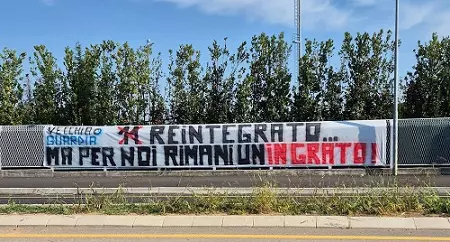 VECCHIA
GUARDIA
REINTEGRATO...
MA PER NOI RIMANI UN INGRATO!